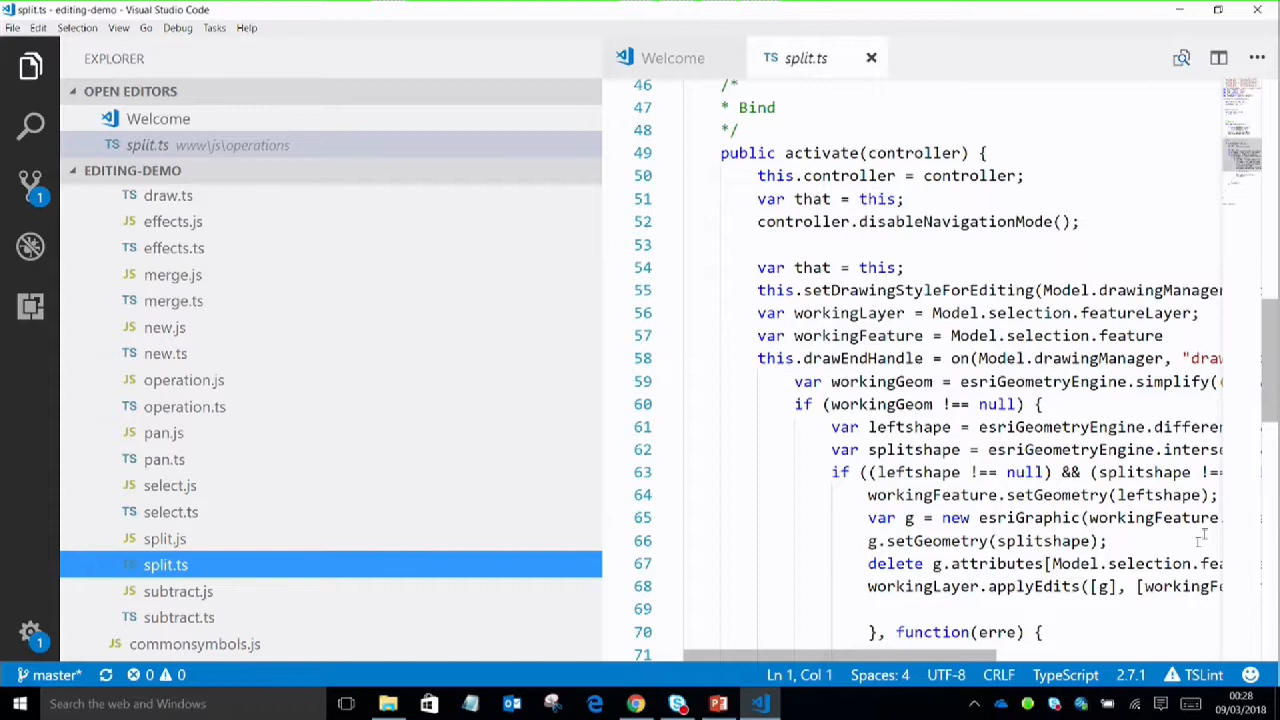 split.ts - editing-demo - Visual Studio Code
File Edit Selection View Go Debug Tasks Help
EXPLORER
OPEN EDITORS
Welcome
TS split.ts www\js\operations
EDITING-DEMO
TS draw.ts
JS effects.js
TS effects.ts
JS merge.js
TS merge.ts
JS new.js
TS new.ts
JS operation.js
TS operation.ts
JS pan.js
TS pan.ts
JS select.js
TS select.ts
JS split.js
TS split.ts
JS subtract.js
TS subtract.ts
JS commonsymbols.js
1
1
Welcome TS split.ts
46 /*
47 * Bind
48 */
49 public activate(controller) {
50 this.controller = controller;
51 var that = this;
52 controller.disableNavigationMode();
53
54 var that = this;
55 this.setDrawingStyleForEditing(Model.drawingManager
56 var workingLayer = Model.selection.featureLayer;
57 var workingFeature = Model.selection.feature
58 this.drawEndHandle = on(Model.drawingManager, "draw
59 var workingGeom = esriGeometryEngine.simplify(
60 if (workingGeom !== null) {
61 var leftshape = esriGeometryEngine.differen
62 var splitshape = esriGeometryEngine.interse
63 if ((leftshape !== null) && (splitshape !==
64 workingFeature.setGeometry(leftshape);
65 var g = new esriGraphic(workingFeature.
66 g.setGeometry(splitshape);
67 delete g.attributes[Model.selection.fea
68 workingLayer.applyEdits([g], [workingFe
69
70 }, function(erre) {
71
master* 0 0 Ln 1, Col 1 Spaces: 4 UTF-8 CRLF TypeScript 2.7.1 TSLint
Search the web and Windows
00:28
09/03/2018